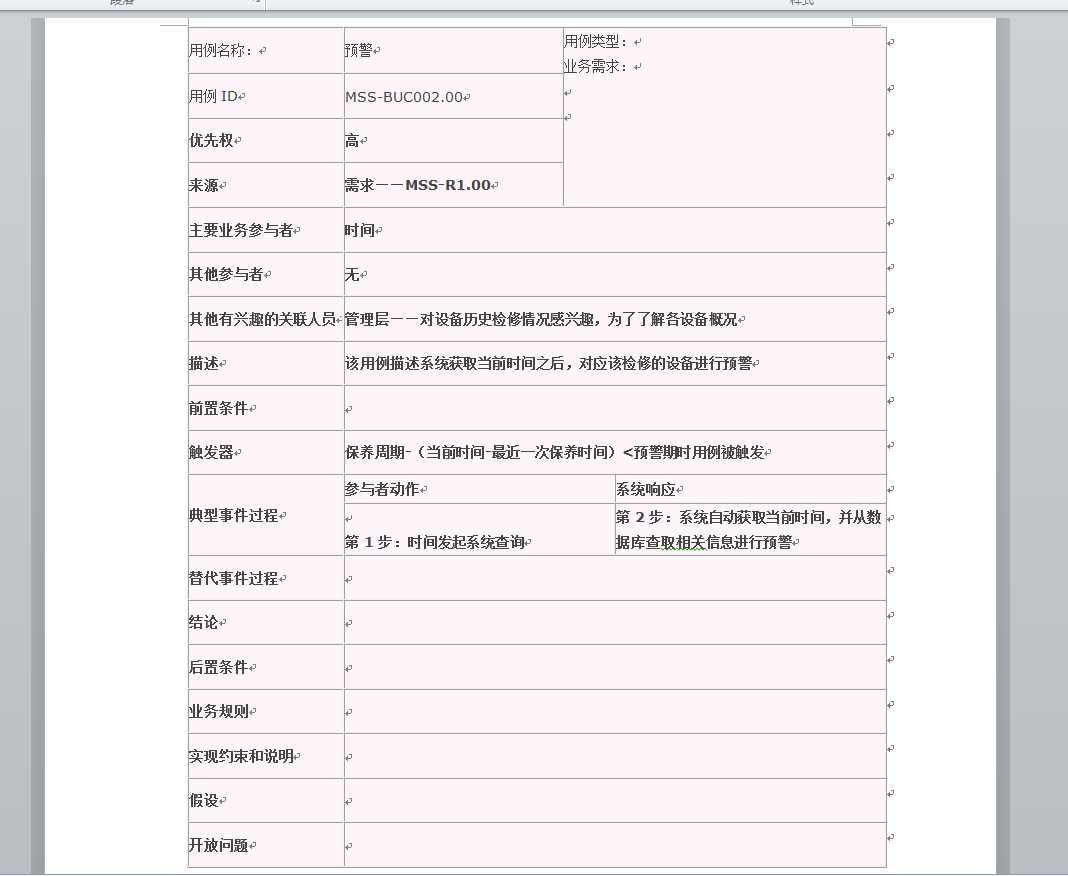 段落
样式
用例名称：
预警
用例类型：
业务需求：
用例 ID
MSS-BUC002.00
优先权
高
来源
需求——MSS-R1.00
主要业务参与者
时间
其他参与者
无
其他有兴趣的关联人员
管理层——对设备历史检修情况感兴趣，为了了解各设备概况
描述
该用例描述系统获取当前时间之后，对应该检修的设备进行预警
前置条件
触发器
保养周期-（当前时间-最近一次保养时间）<预警期时用例被触发
典型事件过程
参与者动作
系统响应
第 1 步：时间发起系统查询
第 2 步：系统自动获取当前时间，并从数
据库查取相关信息进行预警
替代事件过程
结论
后置条件
业务规则
实现约束和说明
假设
开放问题